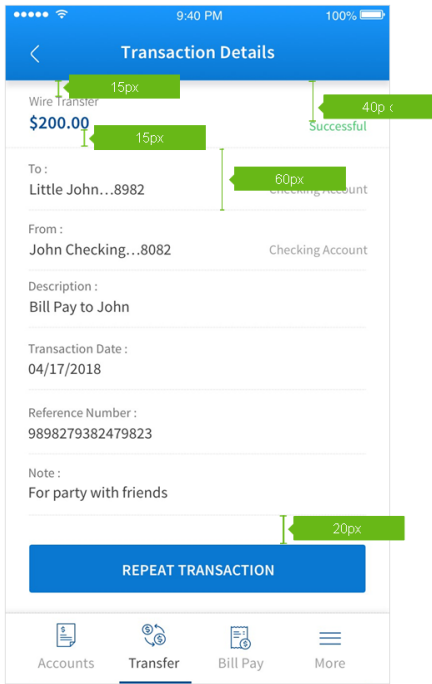 9:40 PM 100%
Transaction Details
15px
Wire Transfer
40p
$200.00
Successful
15px
To :
60px
Little John...8982 Checking Account
From :
John Checking...8082 Checking Account
Description :
Bill Pay to John
Transaction Date :
04/17/2018
Reference Number :
9898279382479823
Note :
For party with friends
20px
REPEAT TRANSACTION
Accounts Transfer Bill Pay More